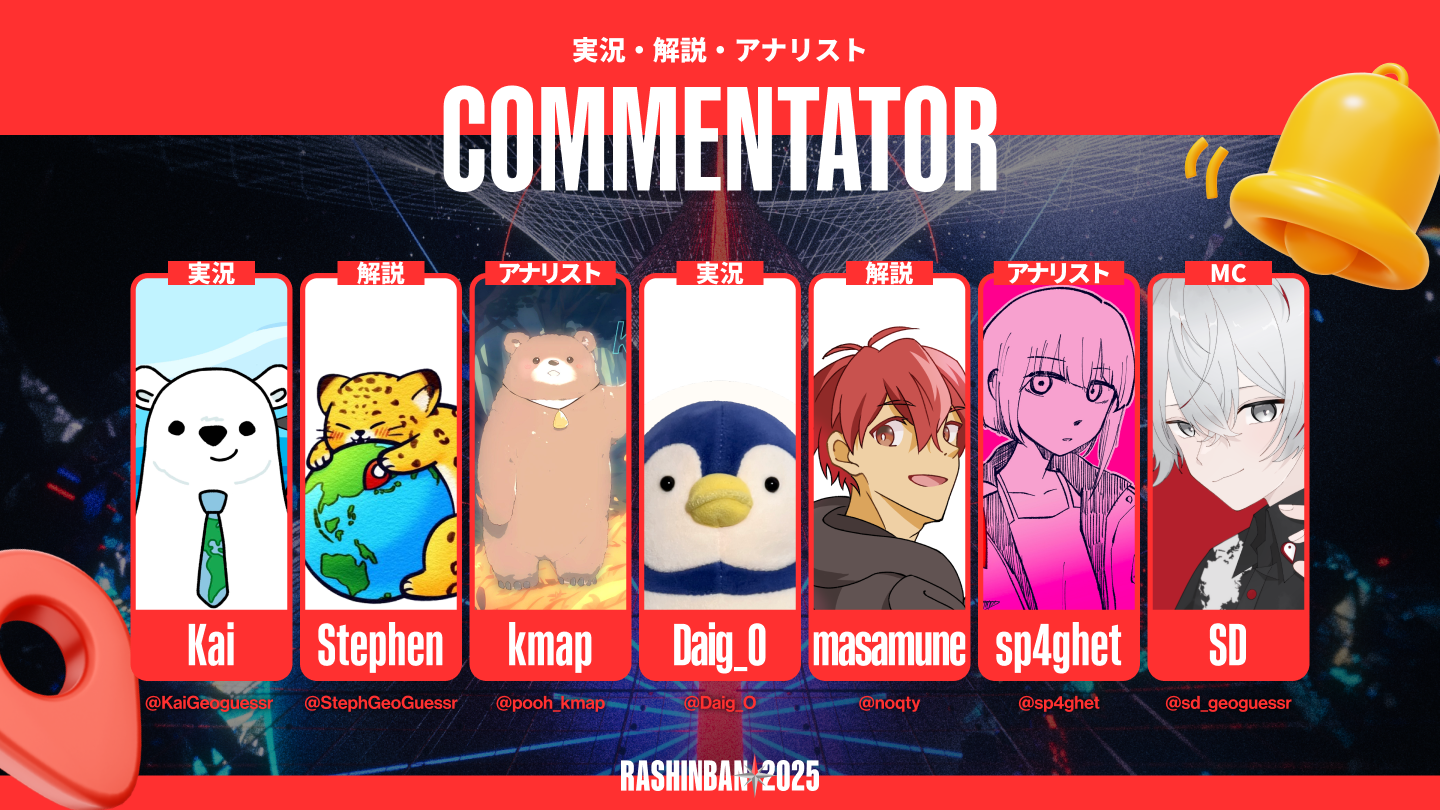 実況・解説・アナリスト
COMMENTATOR
実況
解説
アナリスト
実況
解説
アナリスト
MC
Kai
Stephen
kmap
Daig_O
masamune
sp4ghet
SD
@KaiGeoguessr
@StephGeoGuessr
@pooh_kmap
@Daig_O
@noqty
@sp4ghet
@sd_geoguessr
RASHINBAN 2025